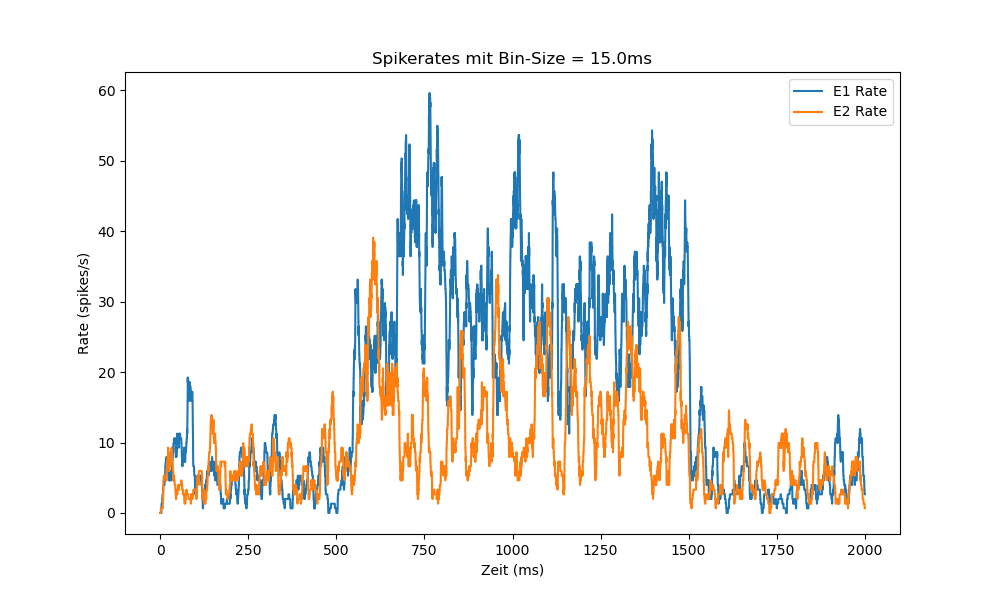 Spikerates mit Bin-Size = 15.0ms
E1 Rate
E2 Rate
Rate (spikes/s)
60
50
40
30
20
10
0
0 250 500 750 1000 1250 1500 1750 2000
Zeit (ms)